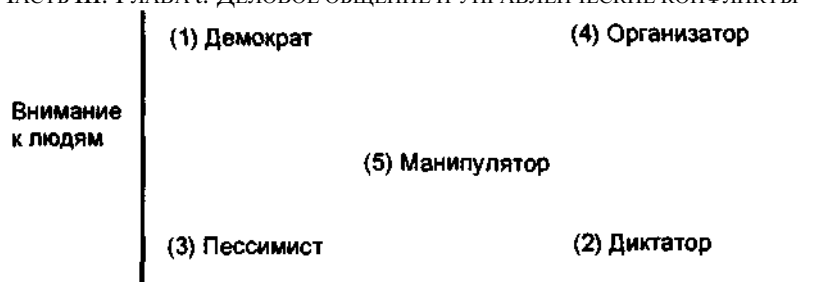 ЧАСТЬ III. ГЛАВА t. ДЕЛОВОЕ ОБЩЕНИЕ И УПРАВЛЕНЧЕСКИЕ КОНФЛИКТЫ
(1) Демократ (4) Организатор
Внимание
к людям
(5) Манипулятор
(3) Пессимист (2) Диктатор